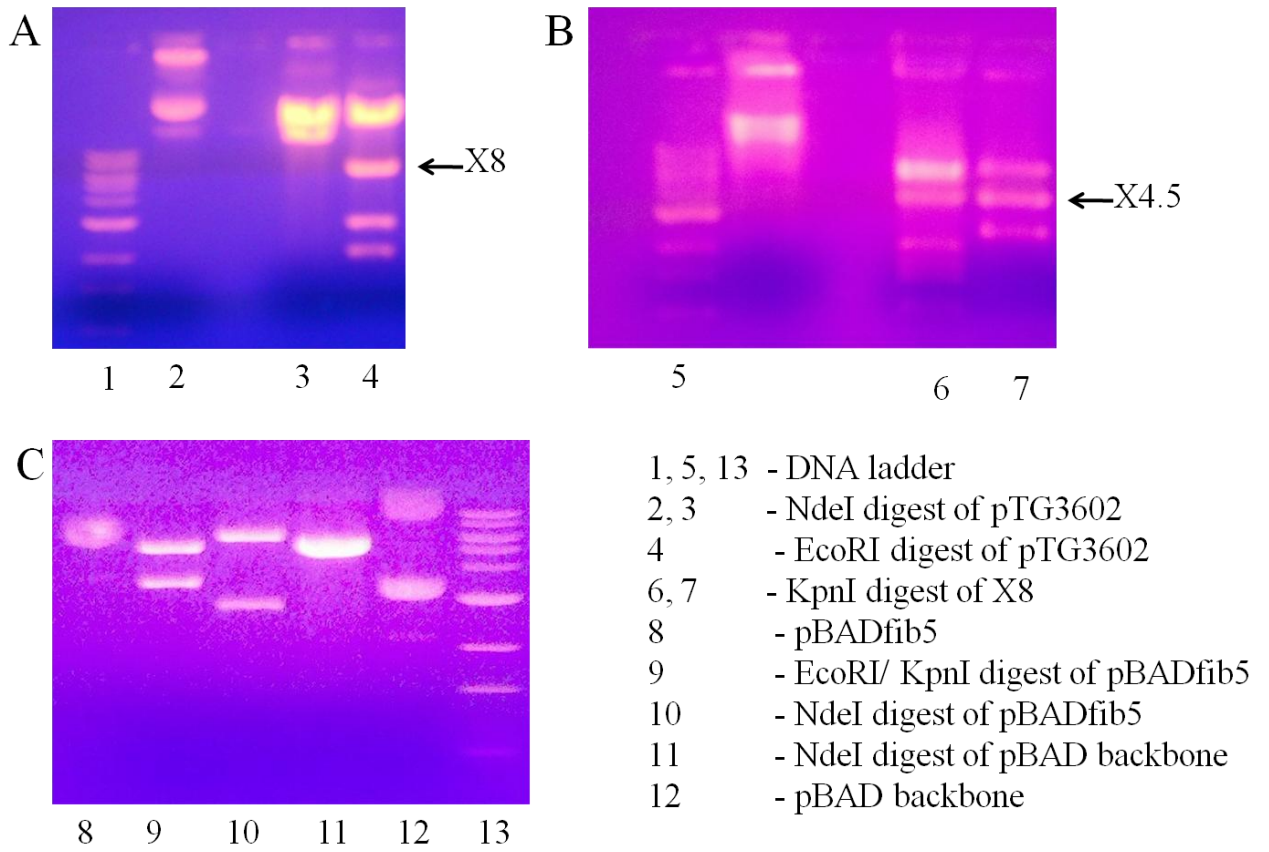 A
B
X8
X4.5
1 2 3 4
5 6 7
C
1, 5, 13 - DNA ladder
2, 3 - NdeI digest of pTG3602
4 - EcoRI digest of pTG3602
6, 7 - KpnI digest of X8
8 - pBADfib5
9 - EcoRI/ KpnI digest of pBADfib5
10 - NdeI digest of pBADfib5
11 - NdeI digest of pBAD backbone
12 - pBAD backbone
8 9 10 11 12 13